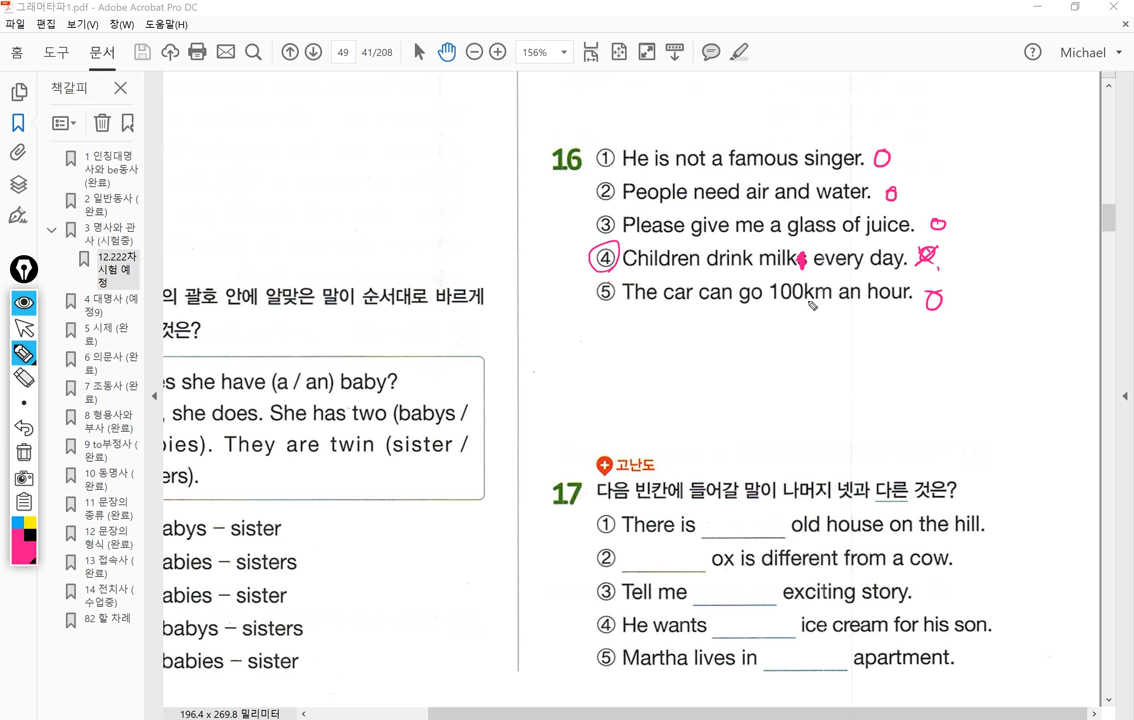 그래머타파1.pdf - Adobe Acrobat Pro DC
파일 편집 보기(V) 창(W) 도움말(H)
홈 도구 문서 49 41/208 156% Michael
책갈피
1 인칭대명
사와 be동사
(완료)
2 일반동사 (
완료)
3 명사와 관
사 (시험중)
12.222차
시험 예
정
4 대명사 (예
정9)
5 시제 (완
료)
6 의문사 (완
료)
7 조동사 (완
료)
8 형용사와
부사 (완료)
9 to부정사 (
완료)
10 동명사 (
완료)
11 문장의
종류 (완료)
12 문장의
형식 (완료)
13 접속사 (
완료)
14 전치사 (
수업중)
82 할 차례
의 괄호 안에 알맞은 말이 순서대로 바르게
것은?
es she have (a / an) baby?
, she does. She has two (babys /
bies). They are twin (sister /
ers).
abys – sister
abies – sisters
abies – sister
babys – sisters
babies – sister
16 ① He is not a famous singer.
② People need air and water.
③ Please give me a glass of juice.
④ Children drink milks every day.
⑤ The car can go 100km an hour.
고난도
17 다음 빈칸에 들어갈 말이 나머지 넷과 다른 것은?
① There is ______ old house on the hill.
② ______ ox is different from a cow.
③ Tell me ______ exciting story.
④ He wants ______ ice cream for his son.
⑤ Martha lives in ______ apartment.
196.4 x 269.8 밀리미터